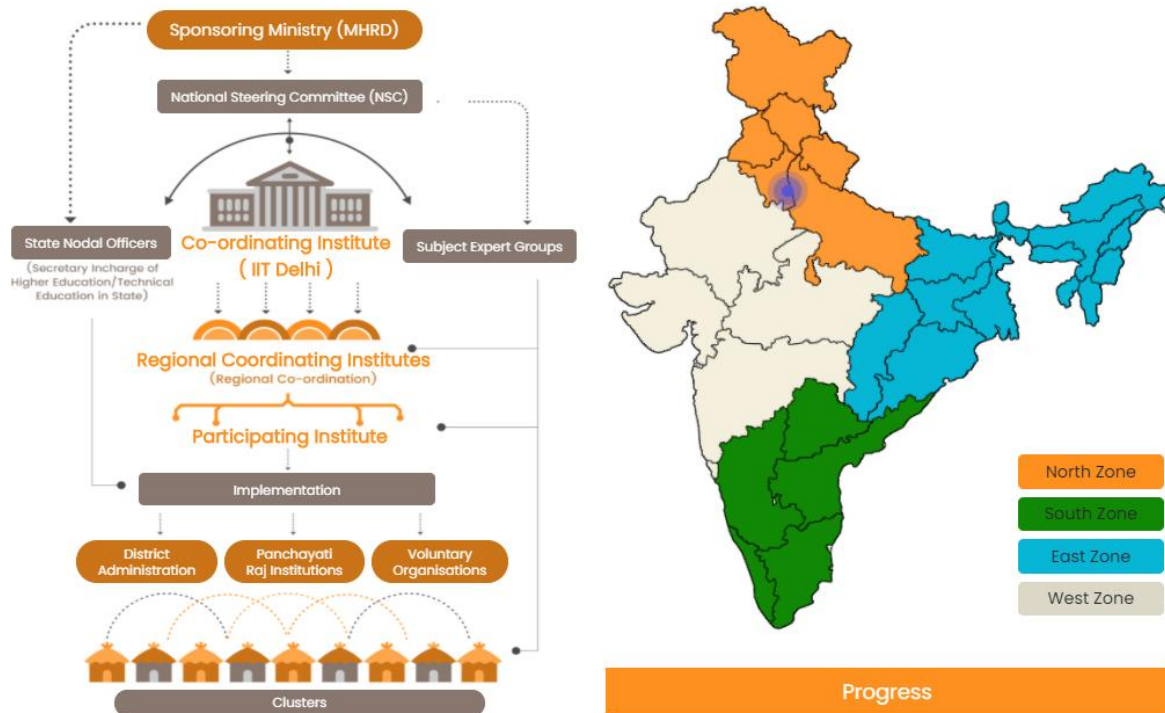 Sponsoring Ministry (MHRD)
National Steering Committee (NSC)
State Nodal Officers
(Secretary Incharge of
Higher Education/Technical
Education in State)
Co-ordinating Institute
( IIT Delhi )
Subject Expert Groups
Regional Coordinating Institutes
(Regional Co-ordination)
Participating Institute
Implementation
District
Administration
Panchayati
Raj Institutions
Voluntary
Organisations
Clusters
North Zone
South Zone
East Zone
West Zone
Progress